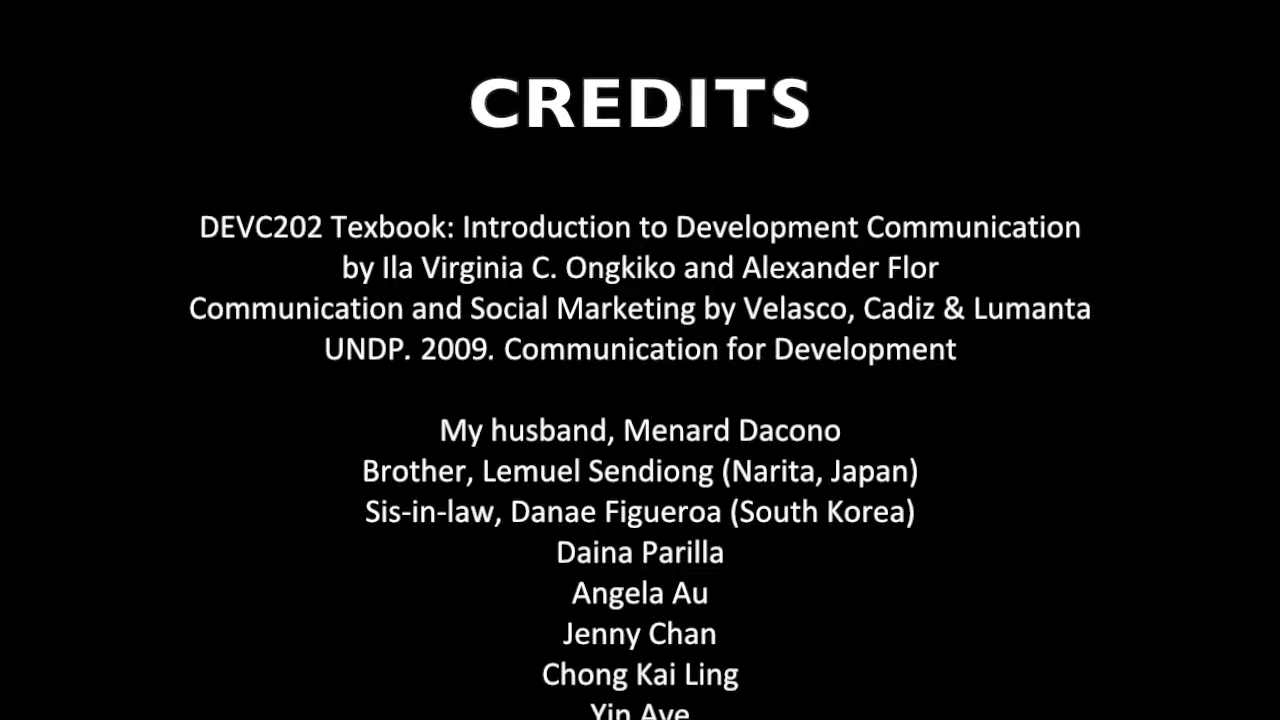 CREDITS
DEVC202 Texbook: Introduction to Development Communication
by Ila Virginia C. Ongkiko and Alexander Flor
Communication and Social Marketing by Velasco, Cadiz & Lumanta
UNDP. 2009. Communication for Development
My husband, Menard Dacono
Brother, Lemuel Sendiong (Narita, Japan)
Sis-in-law, Danae Figueroa (South Korea)
Daina Parilla
Angela Au
Jenny Chan
Chong Kai Ling
Yin